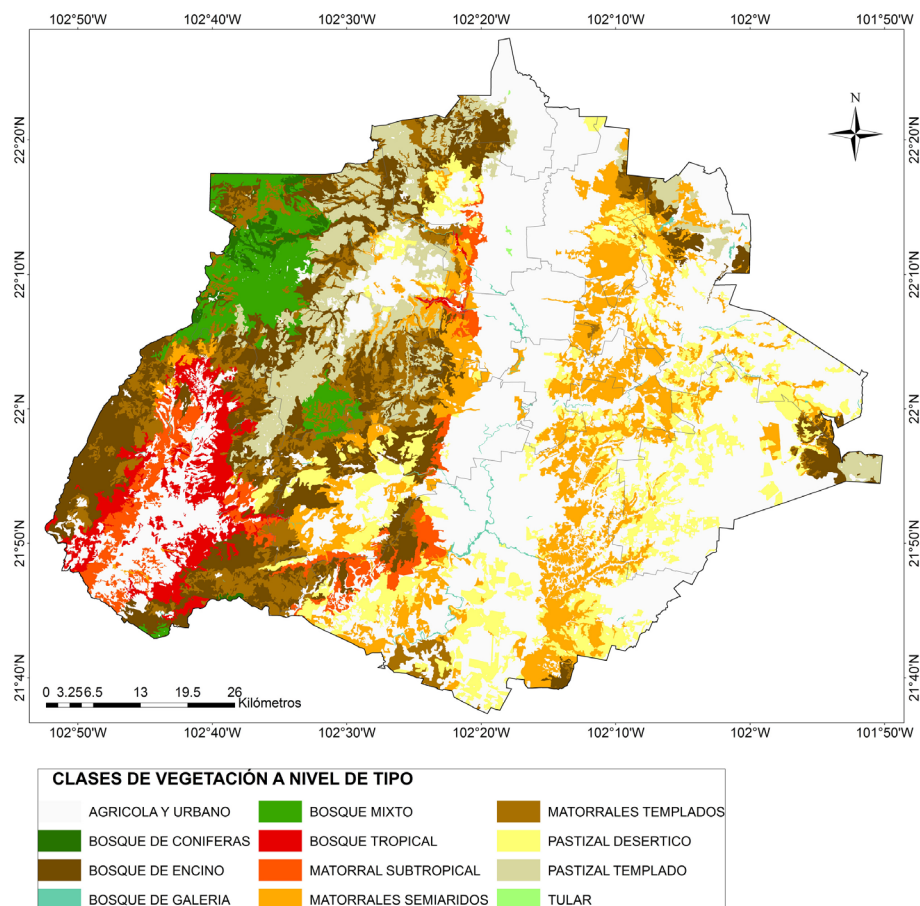 102°50'W 102°40'W 102°30'W 102°20'W 102°10'W 102°W 101°50'W
N
22°20'N 22°20'N
22°10'N 22°10'N
22°N 22°N
21°50'N 21°50'N
21°40'N 21°40'N
0 3.25 6.5 13 19.5 26
Kilómetros
102°50'W 102°40'W 102°30'W 102°20'W 102°10'W 102°W 101°50'W
CLASES DE VEGETACIÓN A NIVEL DE TIPO
AGRICOLA Y URBANO BOSQUE MIXTO MATORRALES TEMPLADOS
BOSQUE DE CONIFERAS BOSQUE TROPICAL PASTIZAL DESERTICO
BOSQUE DE ENCINO MATORRAL SUBTROPICAL PASTIZAL TEMPLADO
BOSQUE DE GALERIA MATORRALES SEMIARIDOS TULAR